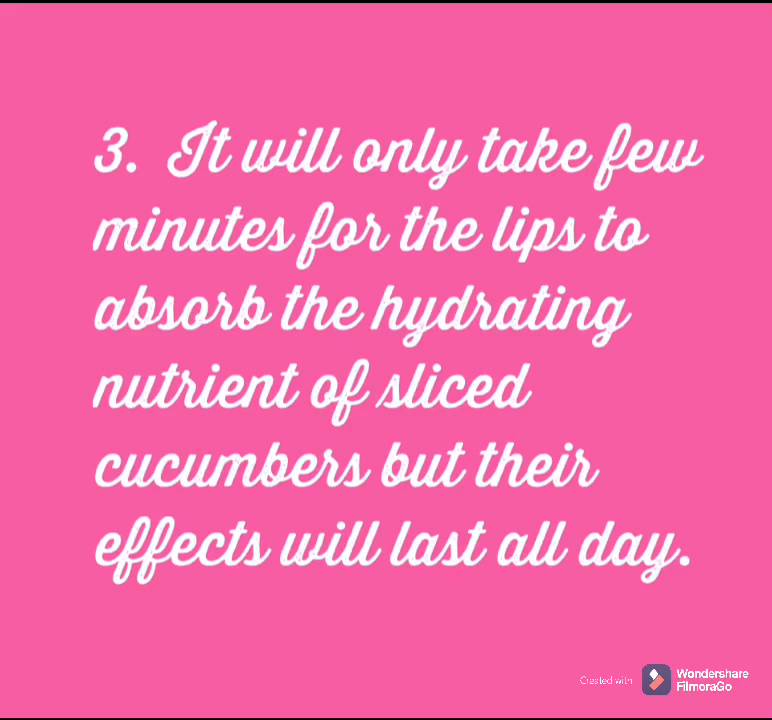 3. It will only take few
minutes for the lips to
absorb the hydrating
nutrient of sliced
cucumbers but their
effects will last all day.
Created with
Wondershare
FilmoraGo